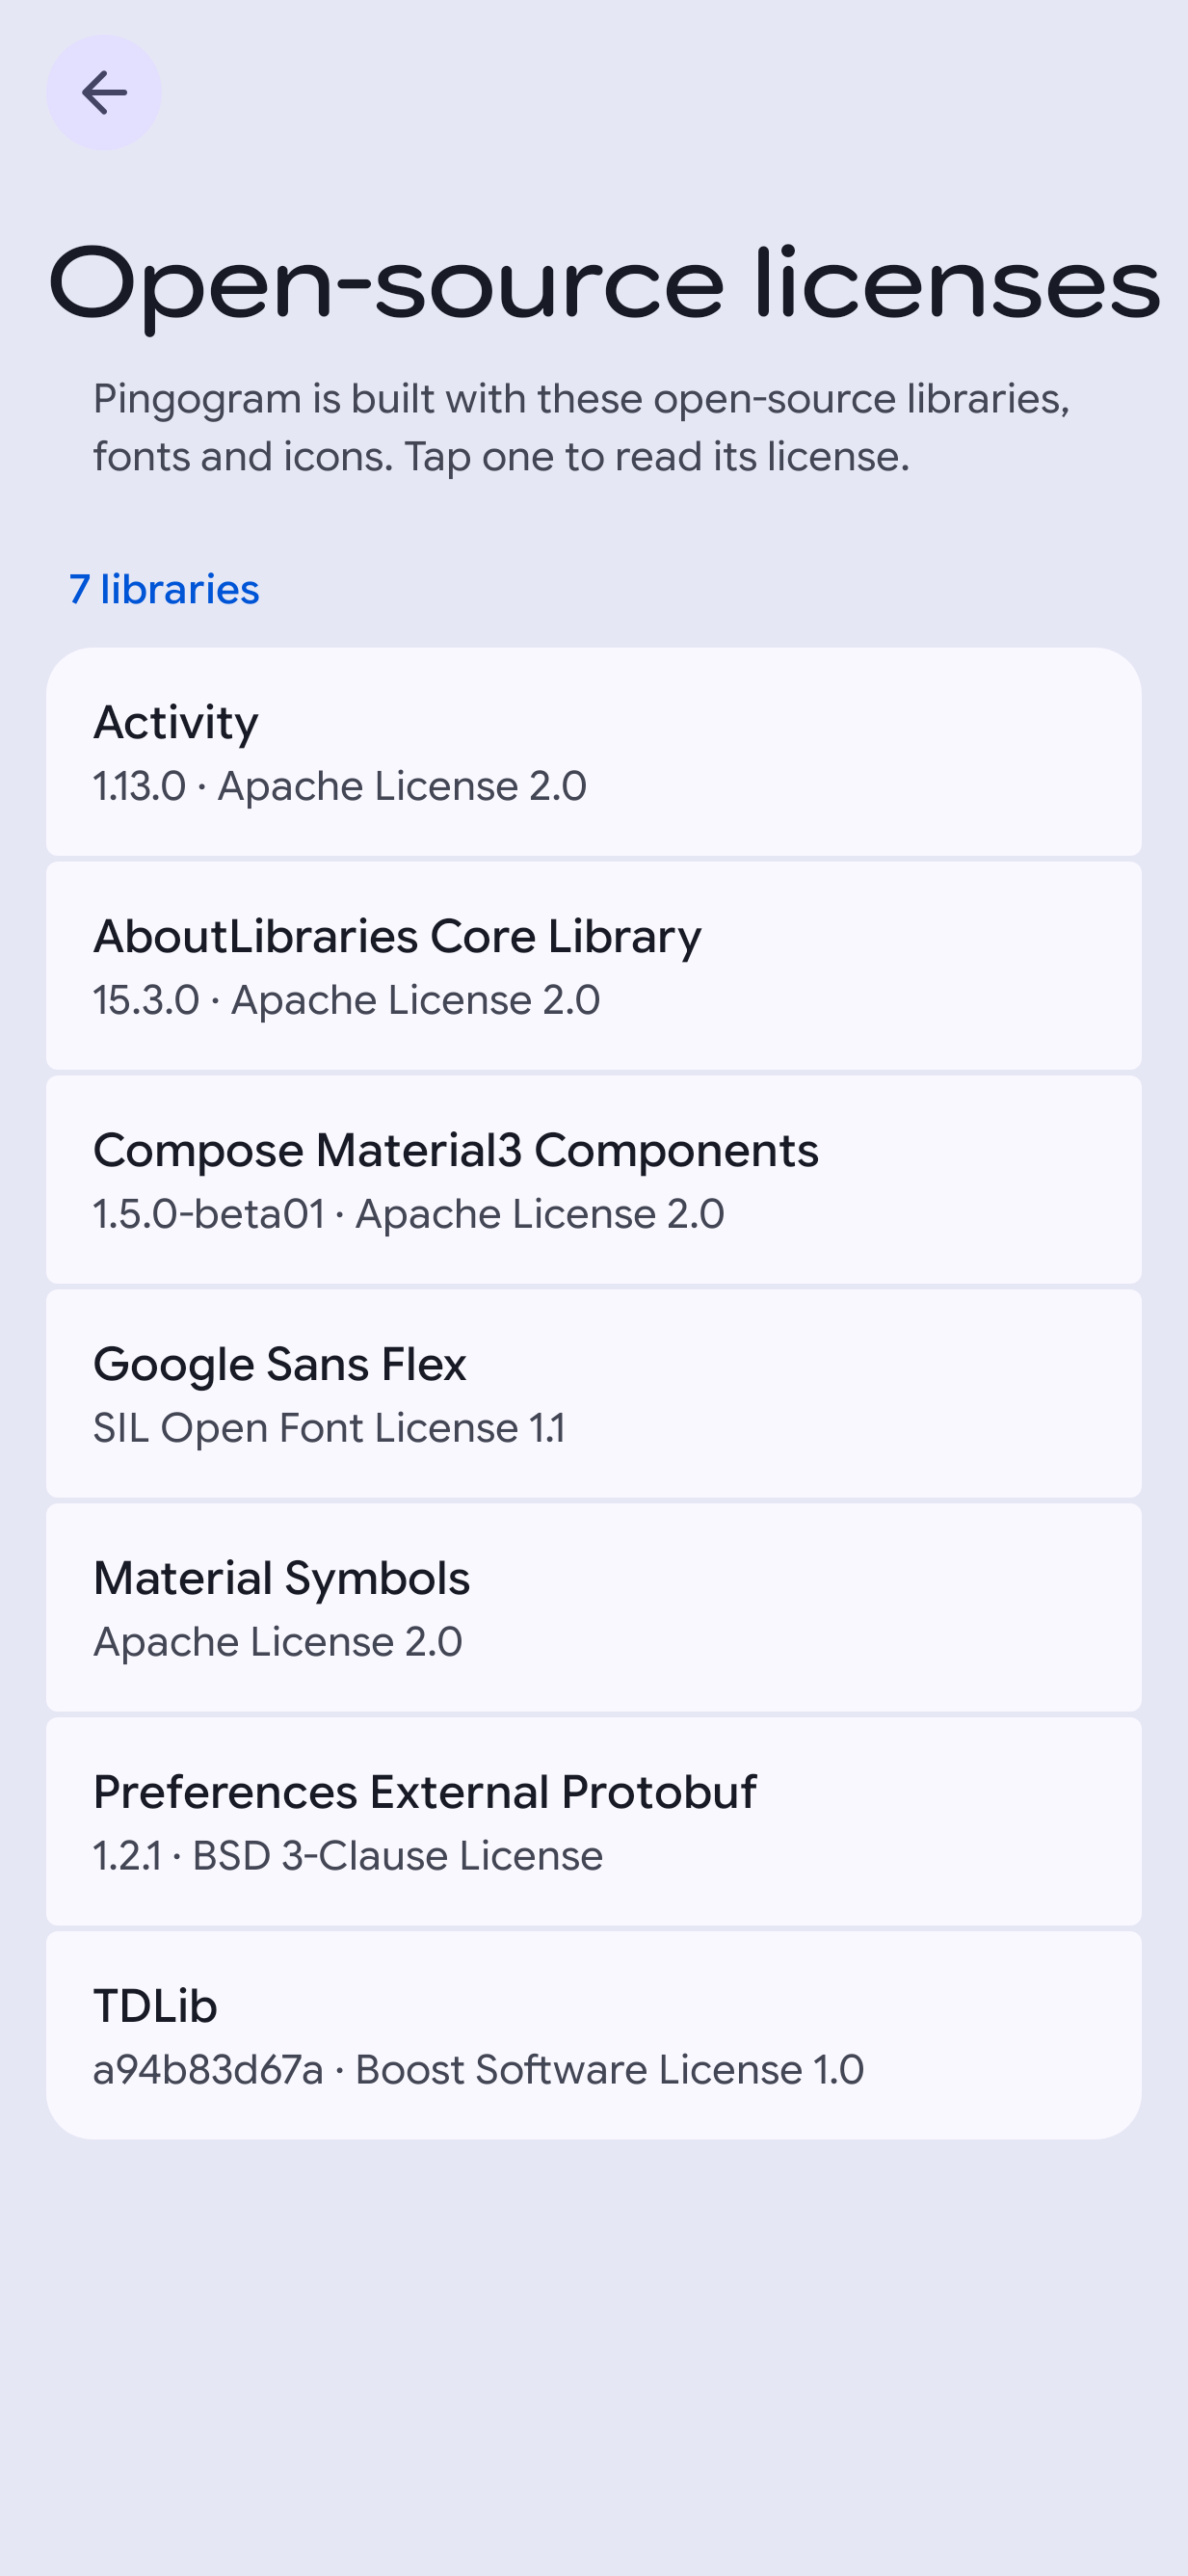 Open-source licenses
Pingogram is built with these open-source libraries,
fonts and icons. Tap one to read its license.
7 libraries
Activity
1.13.0 · Apache License 2.0
AboutLibraries Core Library
15.3.0 · Apache License 2.0
Compose Material3 Components
1.5.0-beta01 · Apache License 2.0
Google Sans Flex
SIL Open Font License 1.1
Material Symbols
Apache License 2.0
Preferences External Protobuf
1.2.1 · BSD 3-Clause License
TDLib
a94b83d67a · Boost Software License 1.0